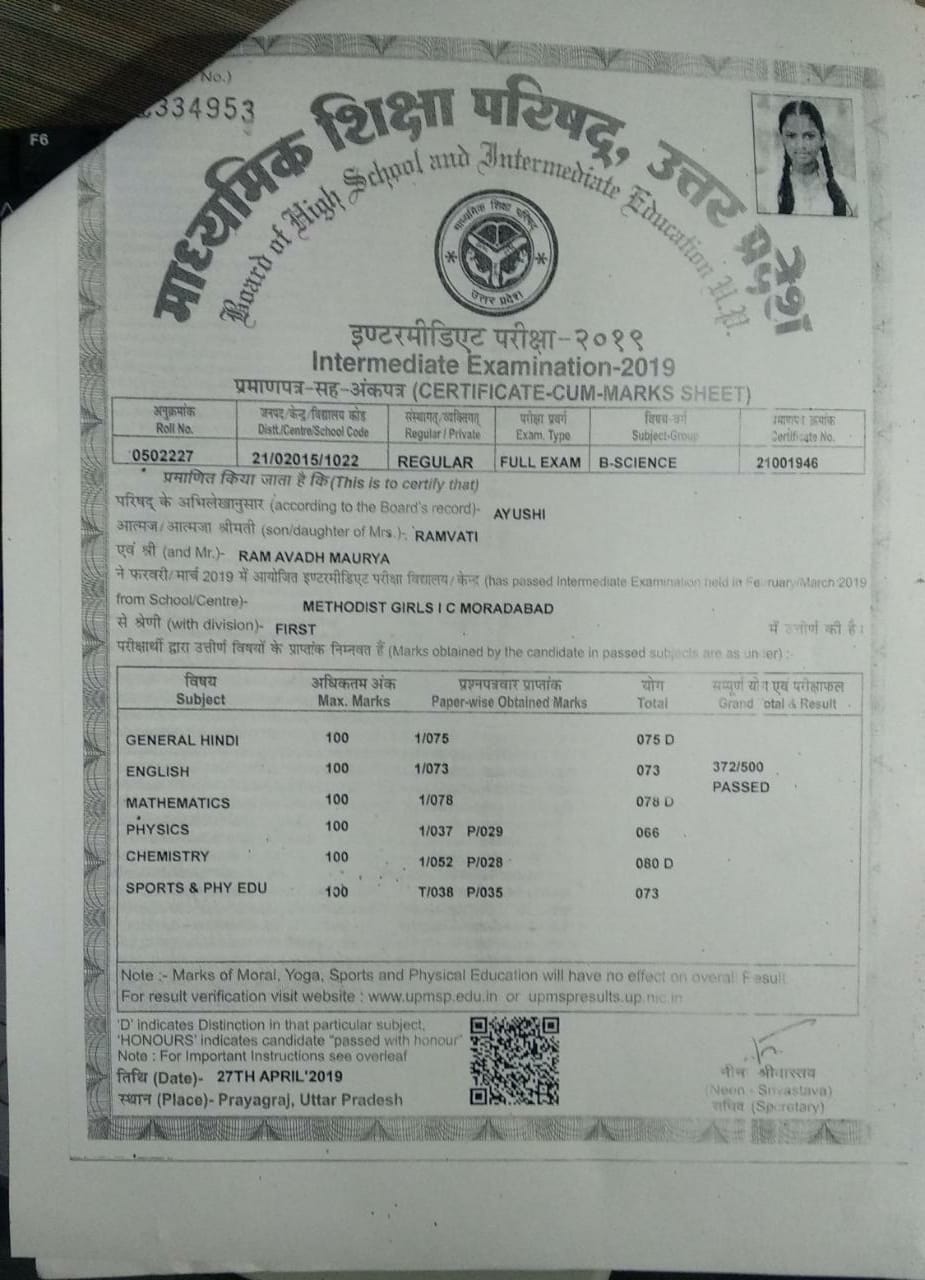 No.)
334953
F6
माध्यमिक शिक्षा परिषद्, उत्तर प्रदेश
Board of High School and Intermediate Education U.P.
माध्यमिक शिक्षा परिषद्
उत्तर प्रदेश
इण्टरमीडिएट परीक्षा-२०१९
Intermediate Examination-2019
प्रमाणपत्र-सह-अंकपत्र (CERTIFICATE-CUM-MARKS SHEET)
अनुक्रमांक जनपद/केन्द्र/विद्यालय कोड संस्थागत/व्यक्तिगत परीक्षा प्रवर्ग विषय-वर्ग प्रमाणपत्र क्रमांक
Roll No. Distt./Centre/School Code Regular / Private Exam. Type Subject-Group Certificate No.
0502227 21/02015/1022 REGULAR FULL EXAM B-SCIENCE 21001946
प्रमाणित किया जाता है कि(This is to certify that)
परिषद् के अभिलेखानुसार (according to the Board's record)- AYUSHI
आत्मज/आत्मजा श्रीमती (son/daughter of Mrs.)- RAMVATI
एवं श्री (and Mr.)- RAM AVADH MAURYA
ने फरवरी/मार्च 2019 में आयोजित इण्टरमीडिएट परीक्षा विद्यालय/केन्द्र (has passed Intermediate Examination held in February/March 2019
from School/Centre)- METHODIST GIRLS I C MORADABAD
से श्रेणी (with division)- FIRST में उत्तीर्ण की है।
परीक्षार्थी द्वारा उत्तीर्ण विषयों के प्राप्तांक निम्नवत हैं (Marks obtained by the candidate in passed subjects are as under) :-
विषय अधिकतम अंक प्रश्नपत्रवार प्राप्तांक योग सम्पूर्ण योग एवं परीक्षाफल
Subject Max. Marks Paper-wise Obtained Marks Total Grand Total & Result
GENERAL HINDI 100 1/075 075 D
ENGLISH 100 1/073 073 372/500
PASSED
MATHEMATICS 100 1/078 078 D
PHYSICS 100 1/037 P/029 066
CHEMISTRY 100 1/052 P/028 080 D
SPORTS & PHY EDU 100 T/038 P/035 073
Note :- Marks of Moral, Yoga, Sports and Physical Education will have no effect on overall Result
For result verification visit website : www.upmsp.edu.in or upmspresults.up.nic.in
'D' indicates Distinction in that particular subject,
'HONOURS' indicates candidate "passed with honour"
Note : For Important Instructions see overleaf
तिथि (Date)- 27TH APRIL'2019
स्थान (Place)- Prayagraj, Uttar Pradesh
श्रीवास्तव
Srivastava)
सचिव (Secretary)